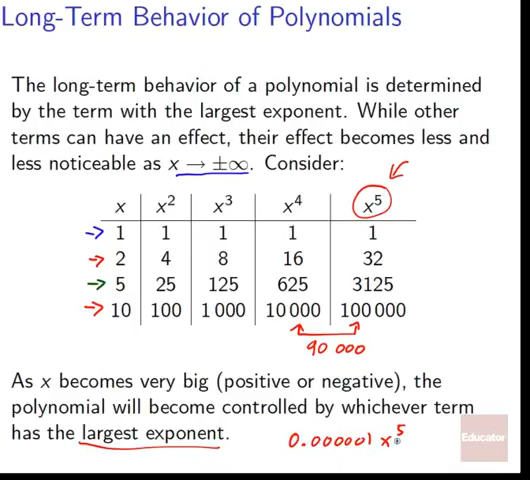 Long-Term Behavior of Polynomials
The long-term behavior of a polynomial is determined
by the term with the largest exponent. While other
terms can have an effect, their effect becomes less and
less noticeable as x → ±∞. Consider:
x x² x³ x⁴ x⁵
→ 1 1 1 1 1
→ 2 4 8 16 32
→ 5 25 125 625 3125
→ 10 100 1 000 10 000 100 000
90 000
As x becomes very big (positive or negative), the
polynomial will become controlled by whichever term
has the largest exponent.
0.000001 x⁵
Educator